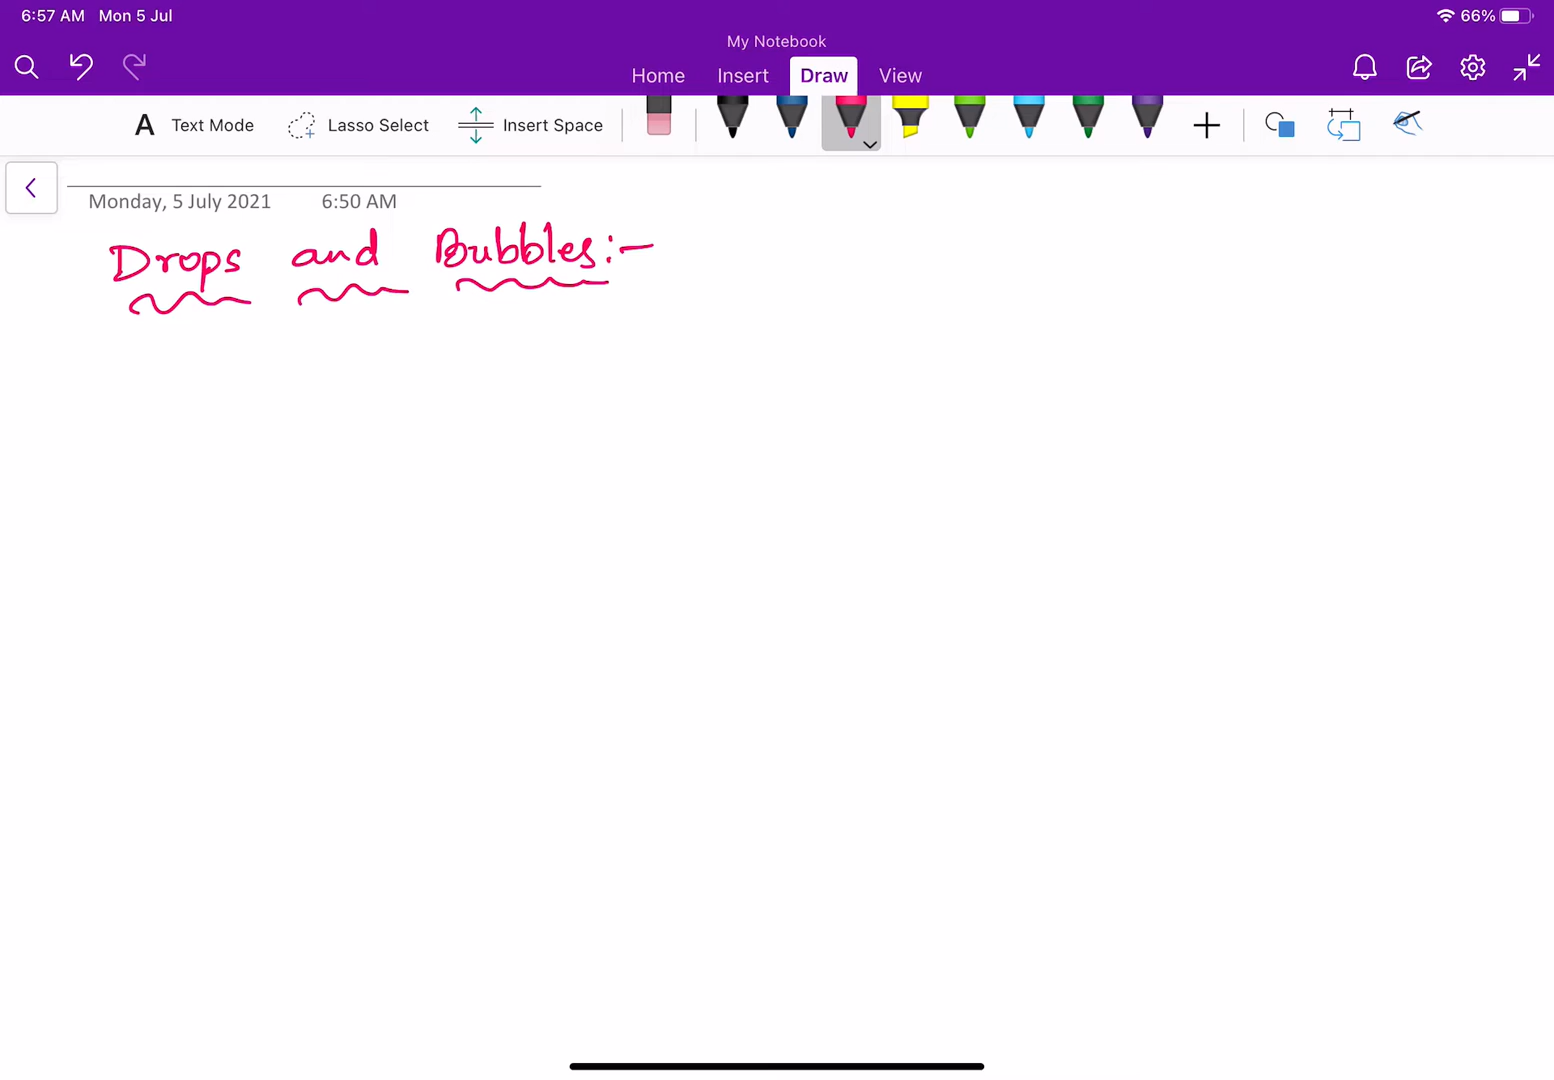 6:57 AM Mon 5 Jul 66%
My Notebook
Home Insert Draw View
A Text Mode Lasso Select Insert Space
Monday, 5 July 2021 6:50 AM
Drops and Bubbles:-